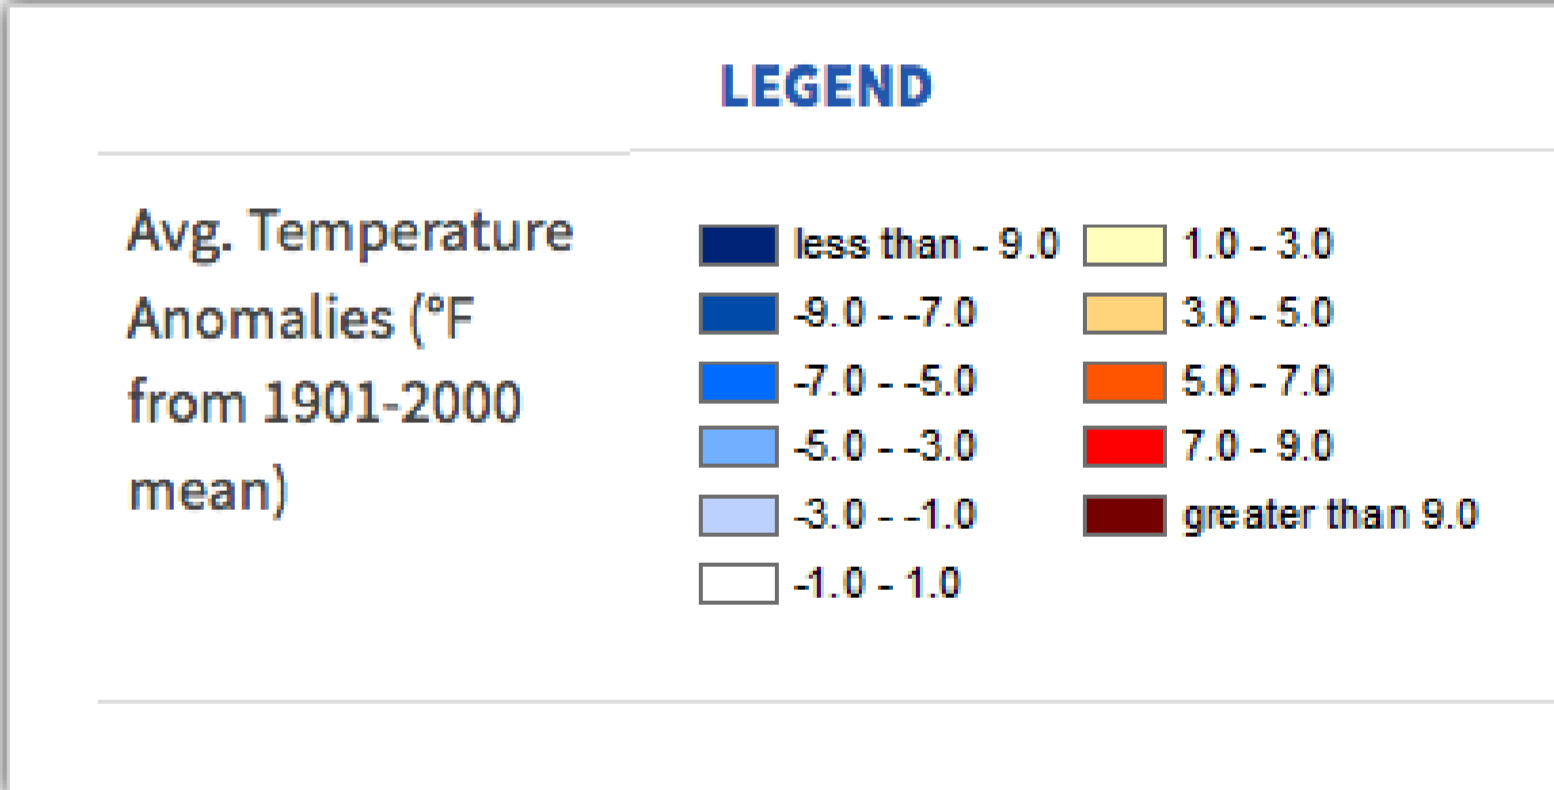 LEGEND
Avg. Temperature
Anomalies (°F
from 1901-2000
mean)
less than - 9.0
-9.0 - -7.0
-7.0 - -5.0
-5.0 - -3.0
-3.0 - -1.0
-1.0 - 1.0
1.0 - 3.0
3.0 - 5.0
5.0 - 7.0
7.0 - 9.0
greater than 9.0